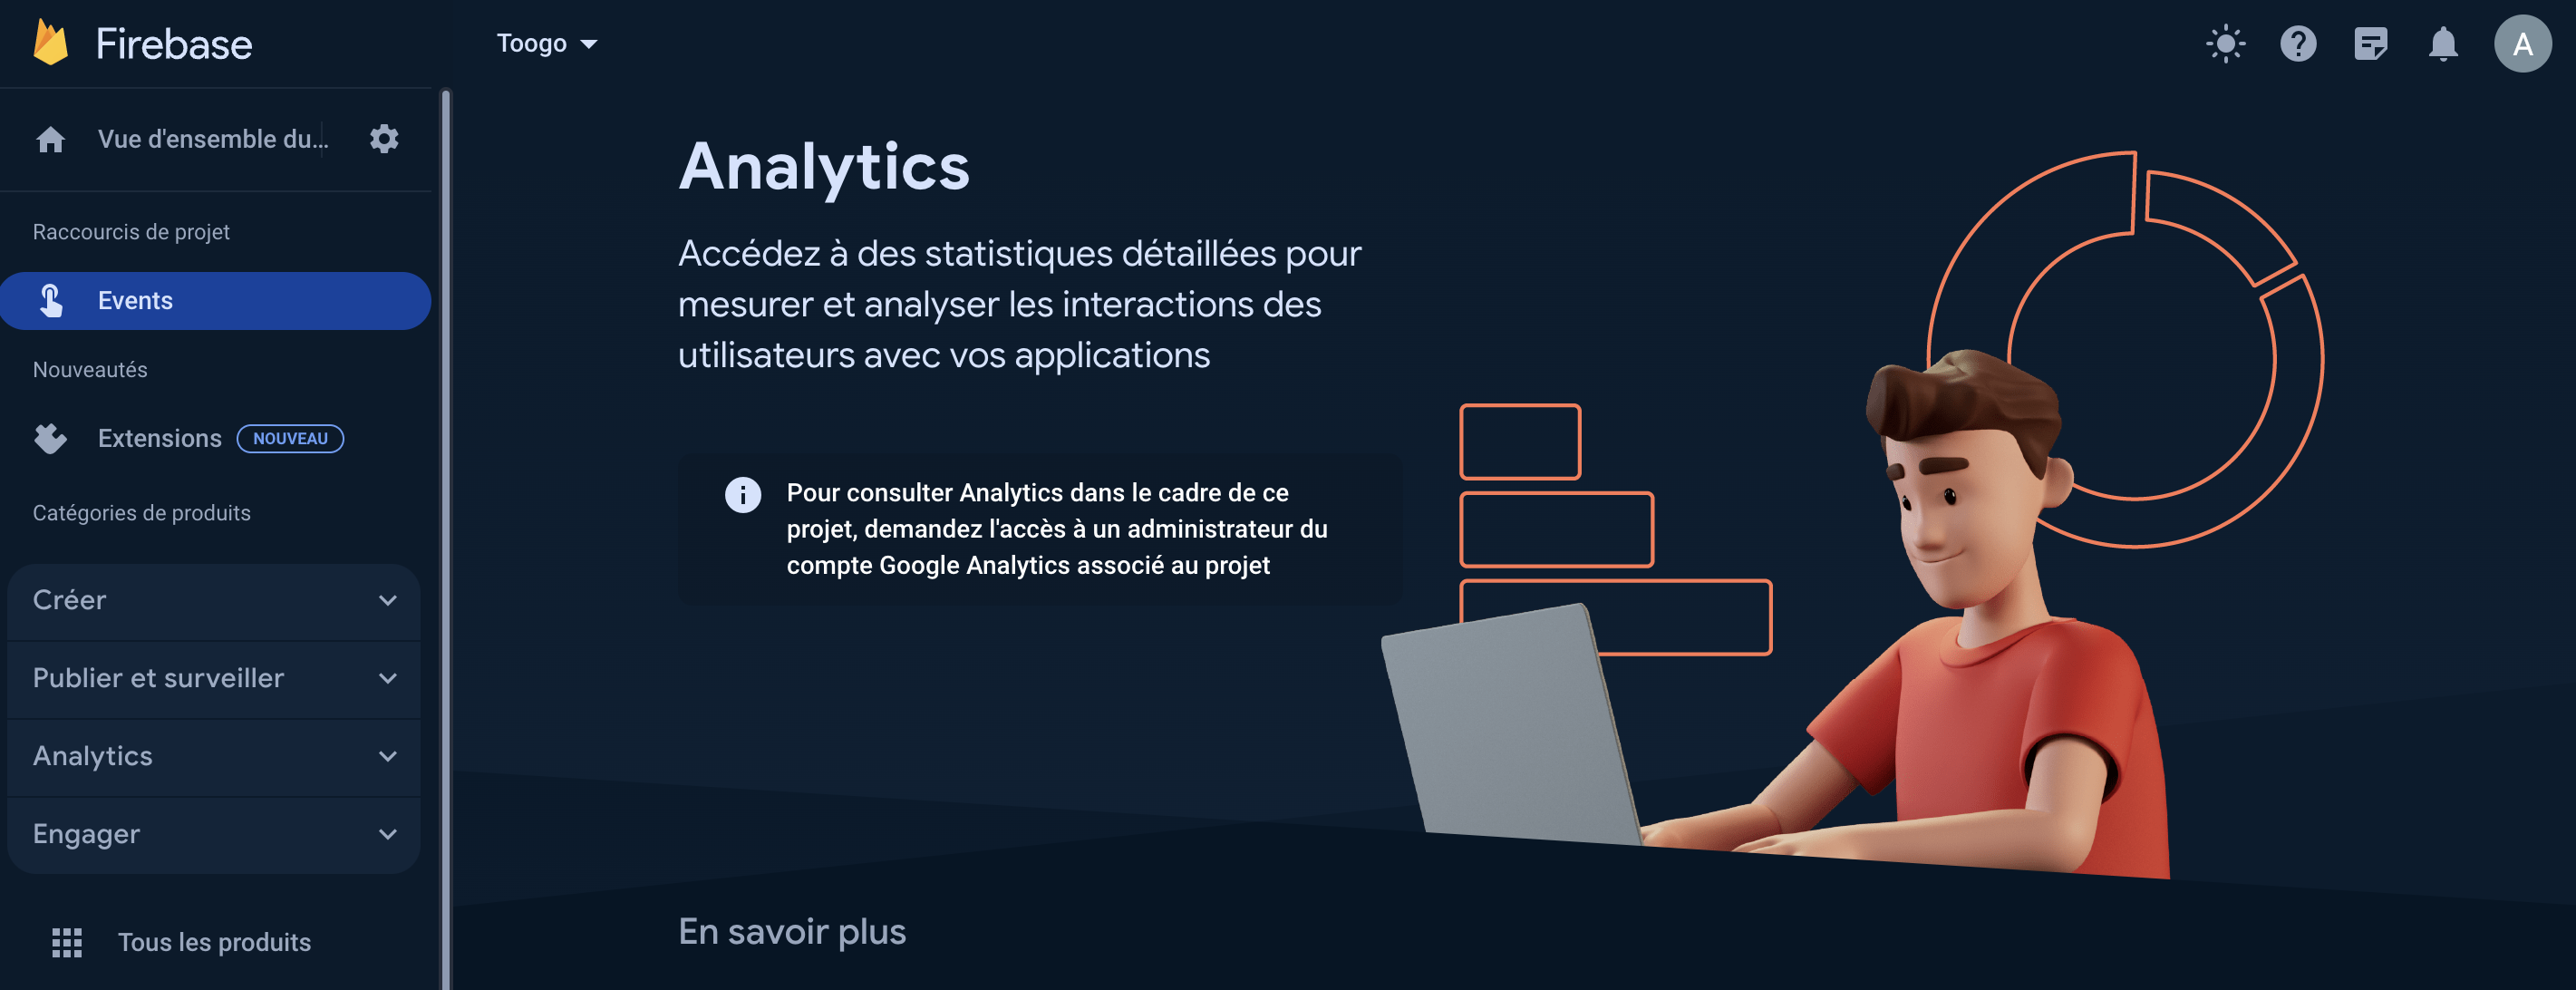 Firebase
Toogo
A
Vue d'ensemble du...
Raccourcis de projet
Events
Nouveautés
Extensions NOUVEAU
Catégories de produits
Créer
Publier et surveiller
Analytics
Engager
Tous les produits
Analytics
Accédez à des statistiques détaillées pour
mesurer et analyser les interactions des
utilisateurs avec vos applications
Pour consulter Analytics dans le cadre de ce
projet, demandez l'accès à un administrateur du
compte Google Analytics associé au projet
En savoir plus